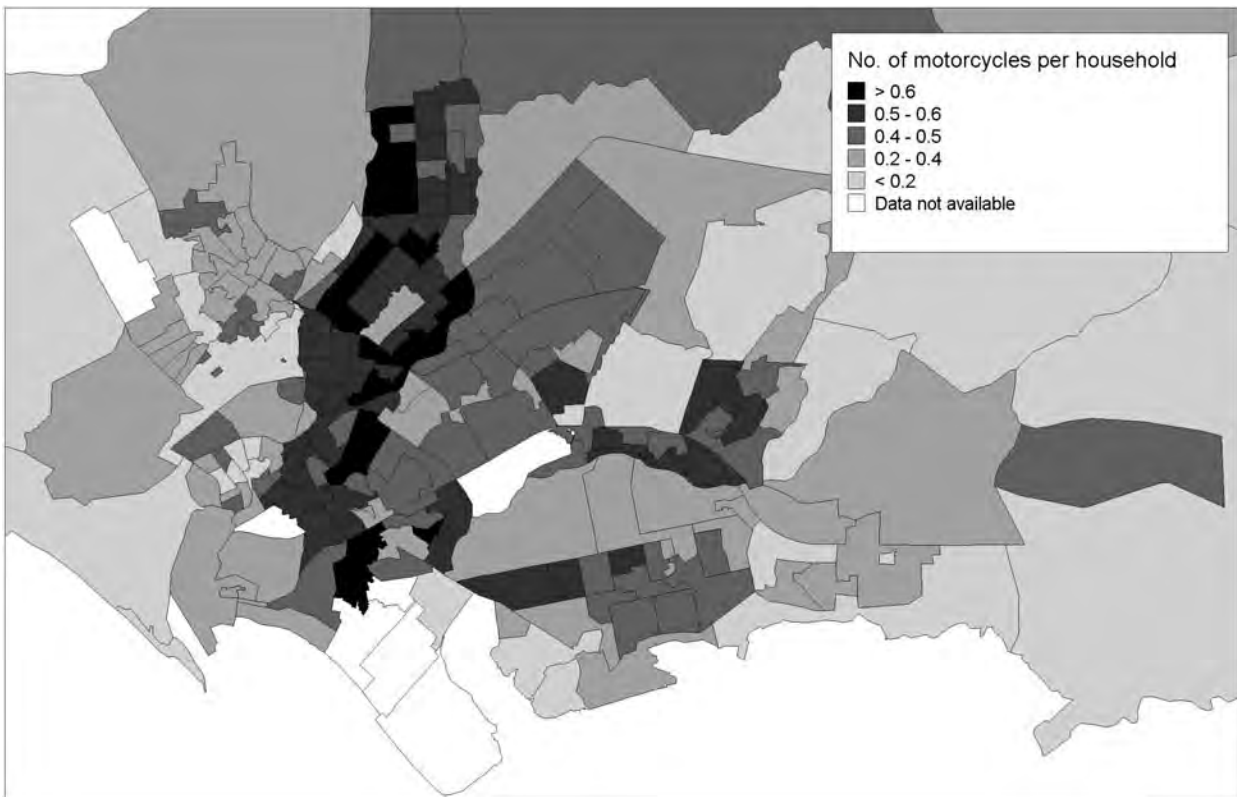 No. of motorcycles per household
> 0.6
0.5 - 0.6
0.4 - 0.5
0.2 - 0.4
< 0.2
Data not available